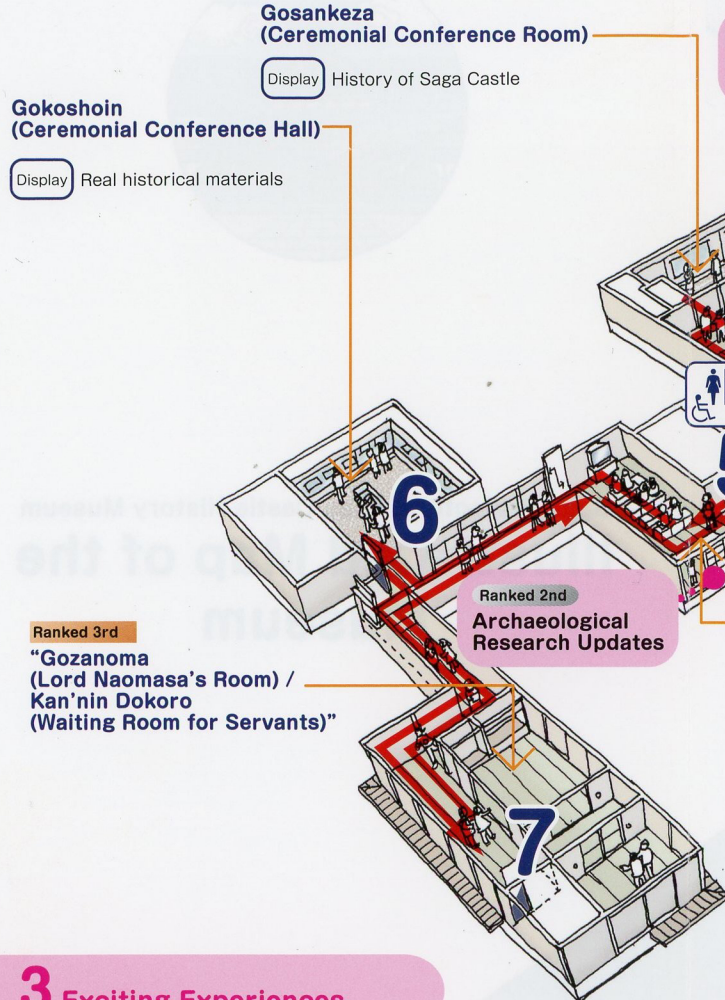 Gosankeza
(Ceremonial Conference Room)
Display History of Saga Castle
Gokoshoin
(Ceremonial Conference Hall)
Display Real historical materials
6
5
Ranked 2nd
Archaeological
Research Updates
Ranked 3rd
“Gozanoma
(Lord Naomasa’s Room) /
Kan’nin Dokoro
(Waiting Room for Servants)”
7
3 Exciting Experiences